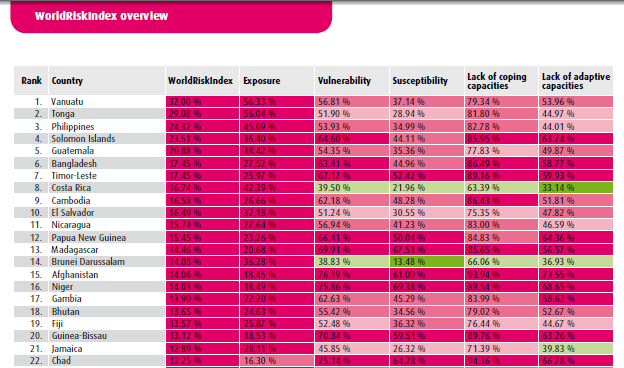 WorldRiskIndex overview
Rank Country WorldRiskIndex Exposure Vulnerability Susceptibility Lack of coping capacities Lack of adaptive capacities
1. Vanuatu 32.00 % 56.33 % 56.81 % 37.14 % 79.34 % 53.96 %
2. Tonga 29.08 % 56.04 % 51.90 % 28.94 % 81.80 % 44.97 %
3. Philippines 24.32 % 45.09 % 53.93 % 34.99 % 82.78 % 44.01 %
4. Solomon Islands 23.51 % 36.40 % 64.60 % 44.11 % 85.95 % 63.74 %
5. Guatemala 20.88 % 38.42 % 54.35 % 35.36 % 77.83 % 49.87 %
6. Bangladesh 17.45 % 27.52 % 63.41 % 44.96 % 86.49 % 58.77 %
7. Timor-Leste 17.45 % 25.97 % 67.17 % 52.42 % 89.16 % 59.93 %
8. Costa Rica 16.74 % 42.39 % 39.50 % 21.96 % 63.39 % 33.14 %
9. Cambodia 16.58 % 26.66 % 62.18 % 48.28 % 86.43 % 51.81 %
10. El Salvador 16.49 % 32.18 % 51.24 % 30.55 % 75.35 % 47.82 %
11. Nicaragua 15.74 % 27.64 % 56.94 % 41.23 % 83.00 % 46.59 %
12. Papua New Guinea 15.45 % 23.26 % 66.41 % 50.04 % 84.83 % 64.36 %
13. Madagascar 14.46 % 20.68 % 69.91 % 67.51 % 85.65 % 56.57 %
14. Brunei Darussalam 14.08 % 36.28 % 38.83 % 13.48 % 66.06 % 36.93 %
15. Afghanistan 14.06 % 18.45 % 76.19 % 61.09 % 93.94 % 73.55 %
16. Niger 14.03 % 18.49 % 75.86 % 69.38 % 89.54 % 68.65 %
17. Gambia 13.90 % 22.20 % 62.63 % 45.29 % 83.99 % 58.62 %
18. Bhutan 13.65 % 24.63 % 55.42 % 34.56 % 79.02 % 52.67 %
19. Fiji 13.57 % 25.87 % 52.48 % 36.32 % 76.44 % 44.67 %
20. Guinea-Bissau 13.12 % 18.53 % 70.84 % 59.51 % 89.76 % 63.26 %
21. Jamaica 12.89 % 28.11 % 45.85 % 26.32 % 71.39 % 39.83 %
22. Chad 12.25 % 16.30 % 75.14 % 64.28 % 94.36 % 66.78 %